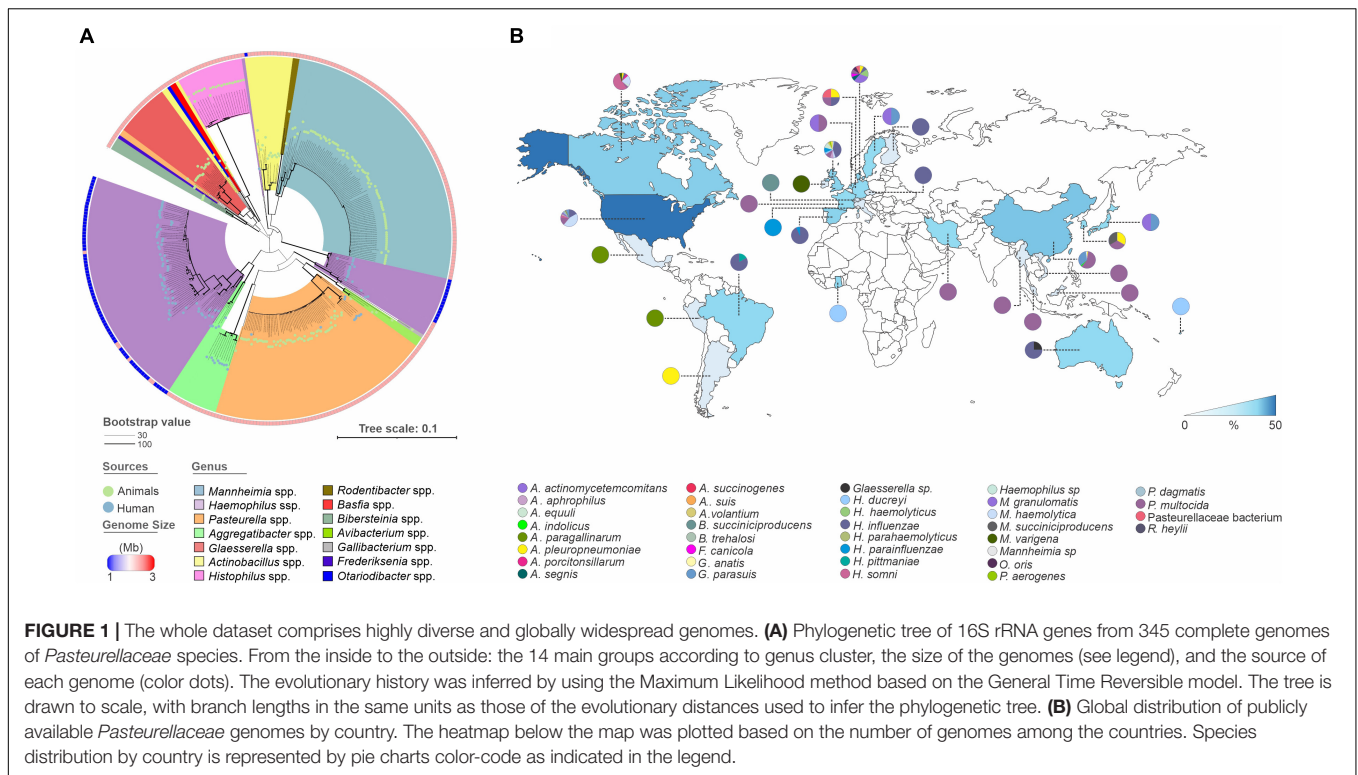 A
B
Bootstrap value
30
100
Tree scale: 0.1
Sources
Animals
Human
Genome Size
(Mb)
1 3
Genus
Mannheimia spp.
Haemophilus spp.
Pasteurella spp.
Aggregatibacter spp.
Glaesserella spp.
Actinobacillus spp.
Histophilus spp.
Rodentibacter spp.
Basfia spp.
Bibersteinia spp.
Avibacterium spp.
Gallibacterium spp.
Frederiksenia spp.
Otariodibacter spp.
0 % 50
A. actinomycetemcomitans
A. aphrophilus
A. equuli
A. indolicus
A. paragallinarum
A. pleuropneumoniae
A. porcitonsillarum
A. segnis
A. succinogenes
A. suis
A.volantium
B. succiniciproducens
B. trehalosi
F. canicola
G. anatis
G. parasuis
Glaesserella sp.
H. ducreyi
H. haemolyticus
H. influenzae
H. parahaemolyticus
H. parainfluenzae
H. pittmaniae
H. somni
Haemophilus sp
M. granulomatis
M. haemolytica
M. succiniciproducens
M. varigena
Mannheimia sp
O. oris
P. aerogenes
P. dagmatis
P. multocida
Pasteurellaceae bacterium
R. heylii
FIGURE 1 | The whole dataset comprises highly diverse and globally widespread genomes. (A) Phylogenetic tree of 16S rRNA genes from 345 complete genomes
of Pasteurellaceae species. From the inside to the outside: the 14 main groups according to genus cluster, the size of the genomes (see legend), and the source of
each genome (color dots). The evolutionary history was inferred by using the Maximum Likelihood method based on the General Time Reversible model. The tree is
drawn to scale, with branch lengths in the same units as those of the evolutionary distances used to infer the phylogenetic tree. (B) Global distribution of publicly
available Pasteurellaceae genomes by country. The heatmap below the map was plotted based on the number of genomes among the countries. Species
distribution by country is represented by pie charts color-code as indicated in the legend.